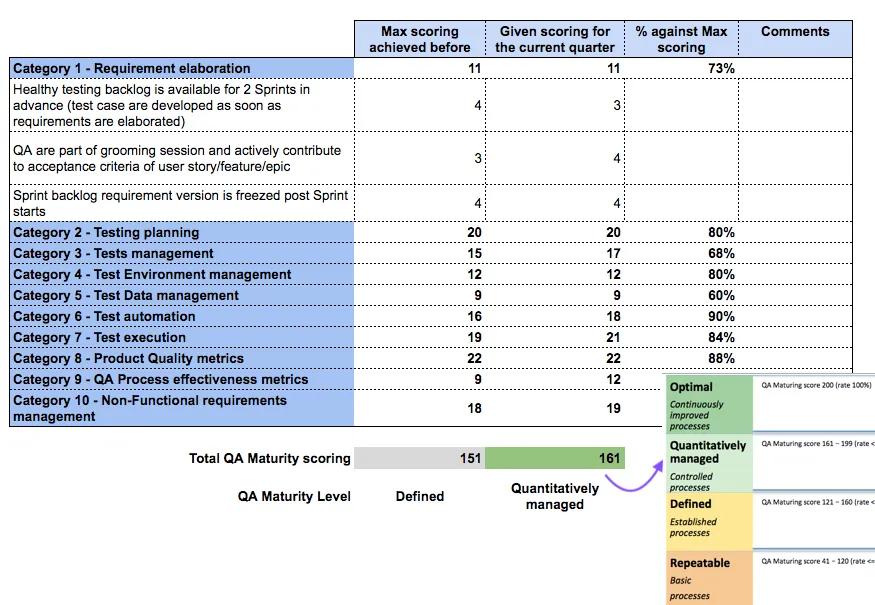 Max scoring achieved before
Given scoring for the current quarter
% against Max scoring
Comments
Category 1 - Requirement elaboration 11 11 73%
Healthy testing backlog is available for 2 Sprints in
advance (test case are developed as soon as
requirements are elaborated) 4 3
QA are part of grooming session and actively contribute
to acceptance criteria of user story/feature/epic 3 4
Sprint backlog requirement version is freezed post Sprint
starts 4 4
Category 2 - Testing planning 20 20 80%
Category 3 - Tests management 15 17 68%
Category 4 - Test Environment management 12 12 80%
Category 5 - Test Data management 9 9 60%
Category 6 - Test automation 16 18 90%
Category 7 - Test execution 19 21 84%
Category 8 - Product Quality metrics 22 22 88%
Category 9 - QA Process effectiveness metrics 9 12
Category 10 - Non-Functional requirements
management 18 19
Total QA Maturity scoring 151 161
QA Maturity Level Defined Quantitatively
managed
Optimal QA Maturing score 200 (rate 100%)
Continuously
improved
processes
Quantitatively QA Maturing score 161 – 199 (rate <
managed
Controlled
processes
Defined QA Maturing score 121 – 160 (rate <
Established
processes
Repeatable QA Maturing score 41 – 120 (rate <=
Basic
processes